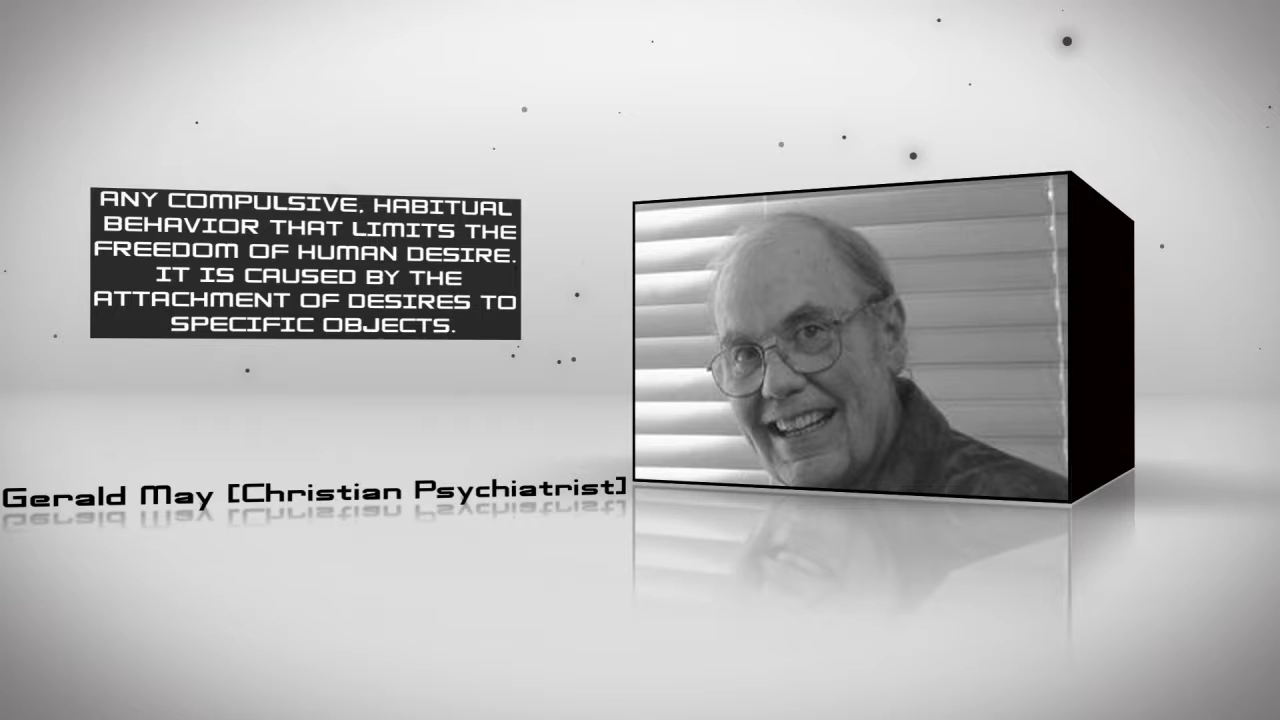 ANY COMPULSIVE, HABITUAL
BEHAVIOR THAT LIMITS THE
FREEDOM OF HUMAN DESIRE.
IT IS CAUSED BY THE
ATTACHMENT OF DESIRES TO
SPECIFIC OBJECTS.
Gerald May [Christian Psychiatrist]